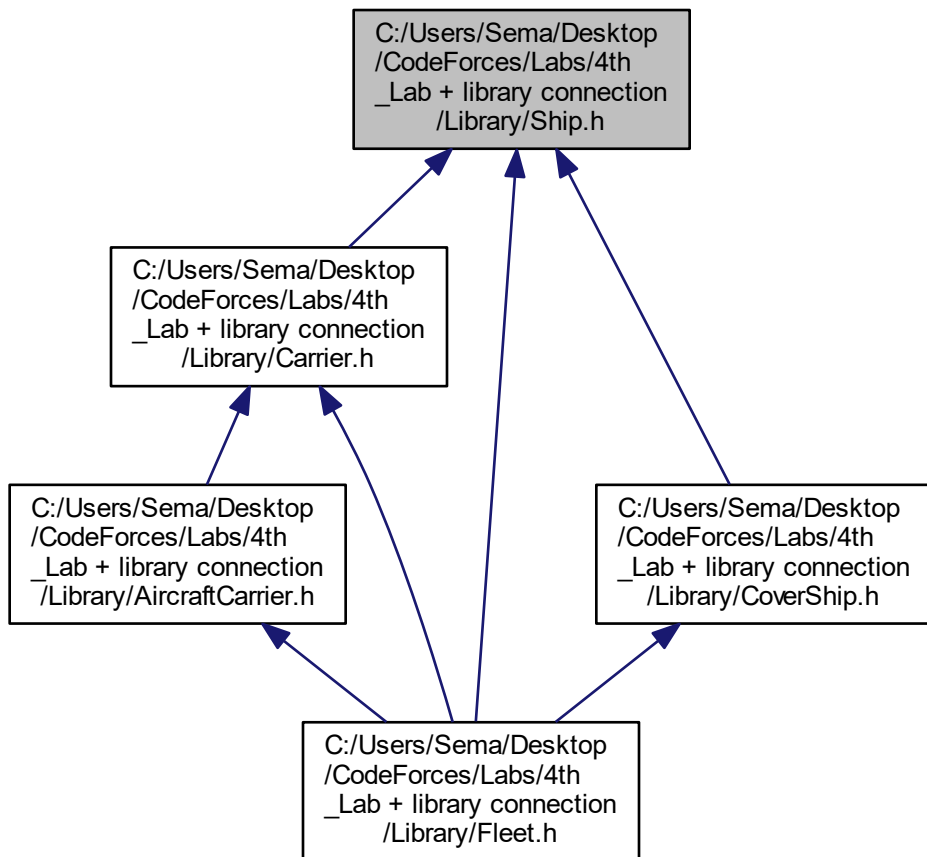 C:/Users/Sema/Desktop
/CodeForces/Labs/4th
_Lab + library connection
/Library/Ship.h
C:/Users/Sema/Desktop
/CodeForces/Labs/4th
_Lab + library connection
/Library/Carrier.h
C:/Users/Sema/Desktop
/CodeForces/Labs/4th
_Lab + library connection
/Library/AircraftCarrier.h
C:/Users/Sema/Desktop
/CodeForces/Labs/4th
_Lab + library connection
/Library/CoverShip.h
C:/Users/Sema/Desktop
/CodeForces/Labs/4th
_Lab + library connection
/Library/Fleet.h